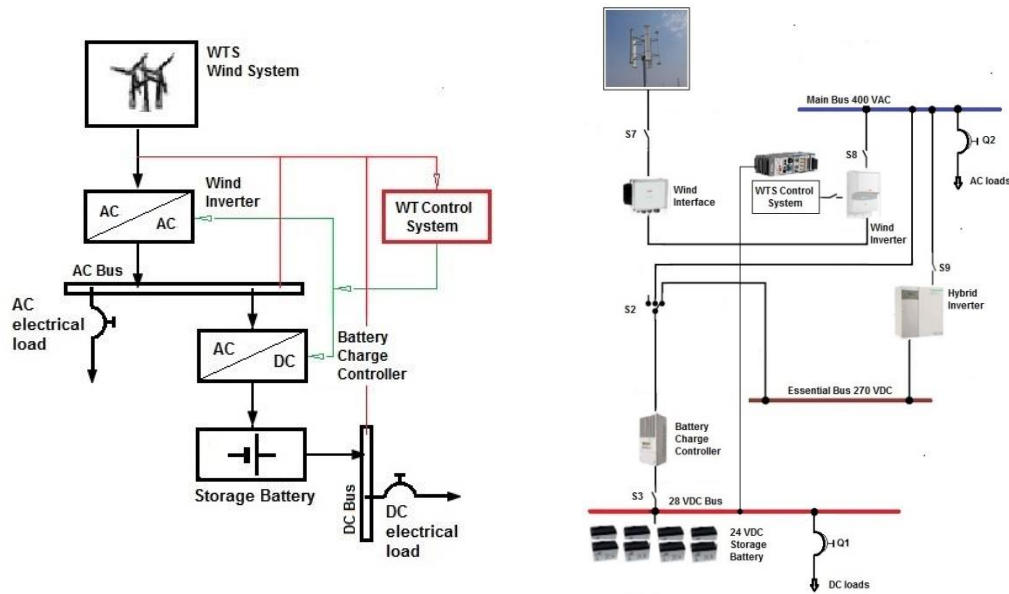 WTS
Wind System
Wind
Inverter
AC
AC
WT Control
System
AC Bus
AC
electrical
load
AC
DC
Battery
Charge
Controller
Storage Battery
DC Bus
DC
electrical
load
Main Bus 400 VAC
S7
S8
Q2
AC loads
WTS Control
System
Wind
Interface
Wind
Inverter
S9
S2
Hybrid
Inverter
Essential Bus 270 VDC
Battery
Charge
Controller
S3
28 VDC Bus
24 VDC
Storage
Battery
Q1
DC loads